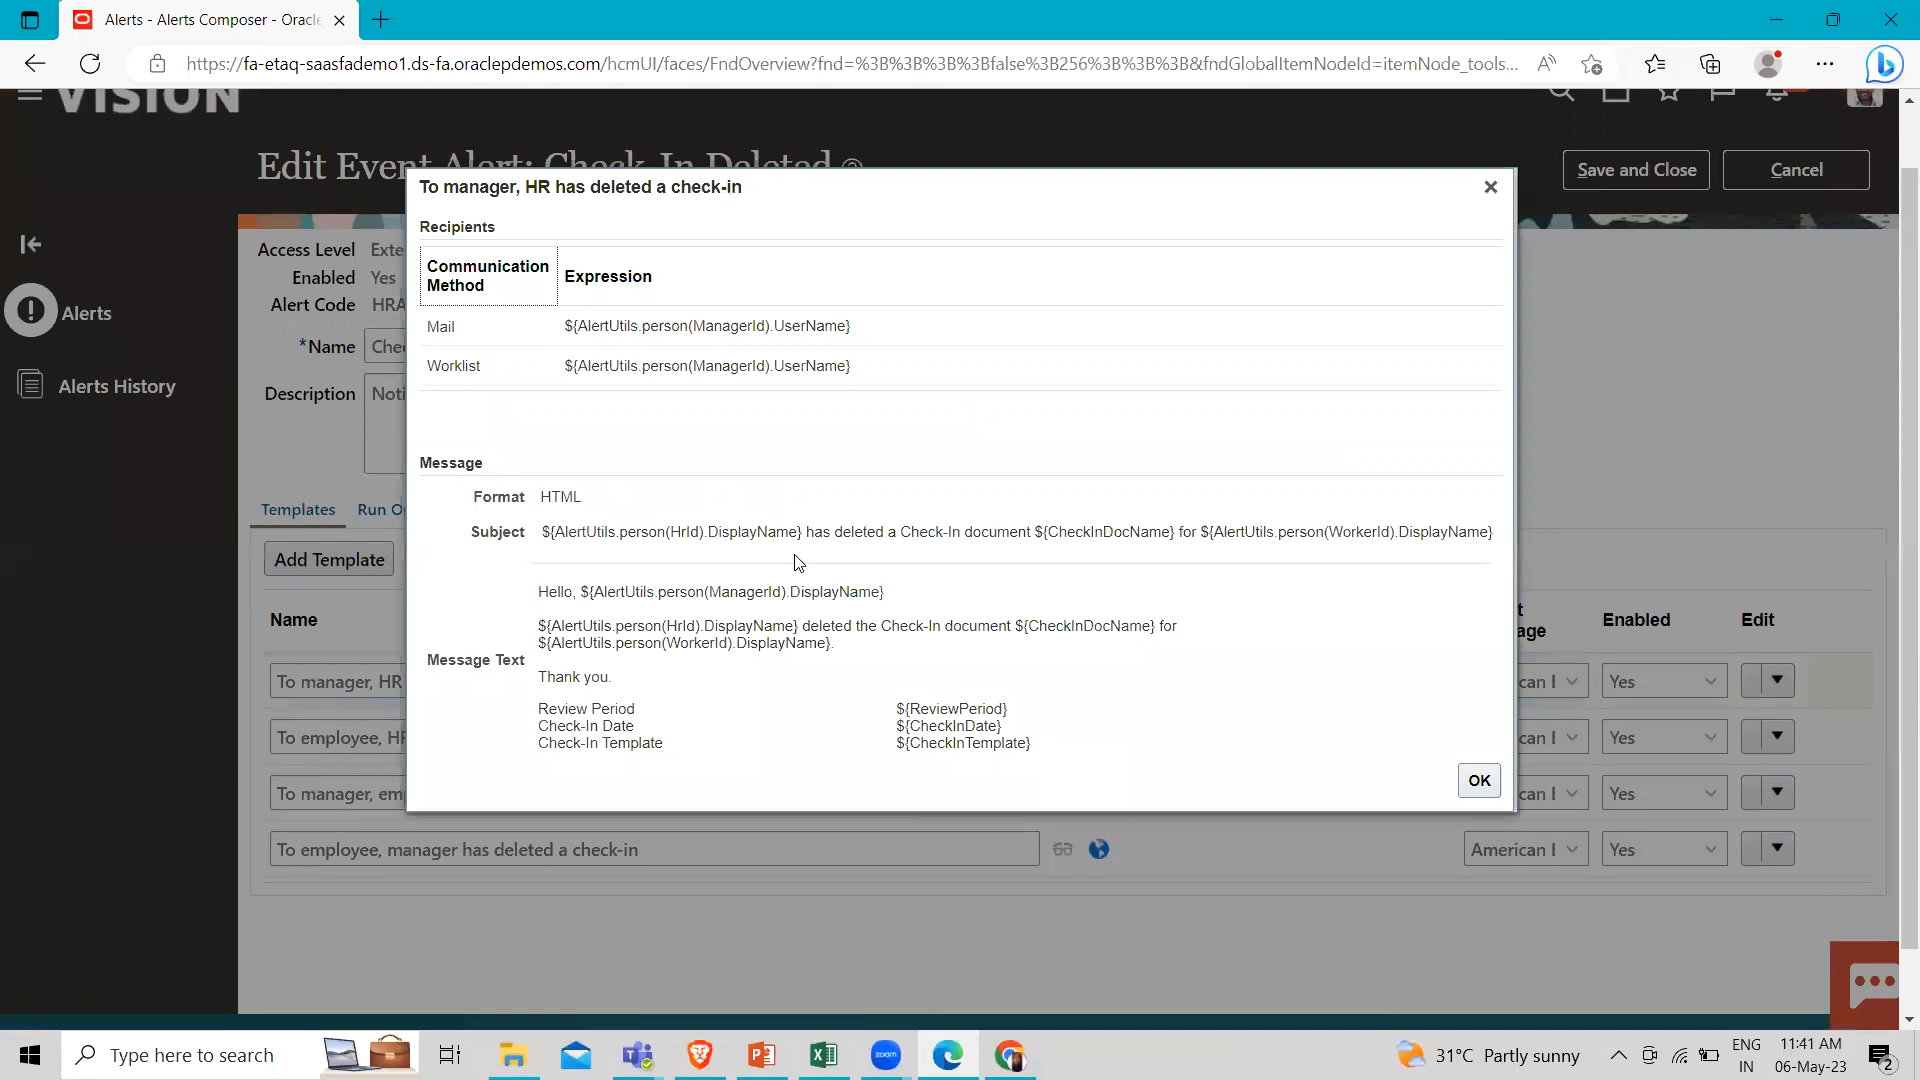 Alerts - Alerts Composer - Oracle
https://fa-etaq-saasfademo1.ds-fa.oraclepdemos.com/hcmUI/faces/FndOverview?fnd=%3B%3B%3B%3Bfalse%3B256%3B%3B%3B&fndGlobalItemNodeId=itemNode_tools...
VISION
Edit Event Alert: Check-In Deleted
Save and Close
Cancel
To manager, HR has deleted a check-in
Recipients
Communication Method
Expression
Mail
${AlertUtils.person(ManagerId).UserName}
Worklist
${AlertUtils.person(ManagerId).UserName}
Message
Format
HTML
Subject
${AlertUtils.person(HrId).DisplayName} has deleted a Check-In document ${CheckInDocName} for ${AlertUtils.person(WorkerId).DisplayName}
Message Text
Hello, ${AlertUtils.person(ManagerId).DisplayName}
${AlertUtils.person(HrId).DisplayName} deleted the Check-In document ${CheckInDocName} for
${AlertUtils.person(WorkerId).DisplayName}.
Thank you.
Review Period ${ReviewPeriod}
Check-In Date ${CheckInDate}
Check-In Template ${CheckInTemplate}
OK
Access Level
Enabled Yes
Alert Code HRA
*Name
Description
Alerts
Alerts History
Templates
Run O
Add Template
Name
Enabled
Edit
To manager, HR
Yes
To employee, HR
Yes
To manager, em
Yes
To employee, manager has deleted a check-in
American E
Yes
Type here to search
zoom
31°C Partly sunny
ENG
IN
11:41 AM
06-May-23
2